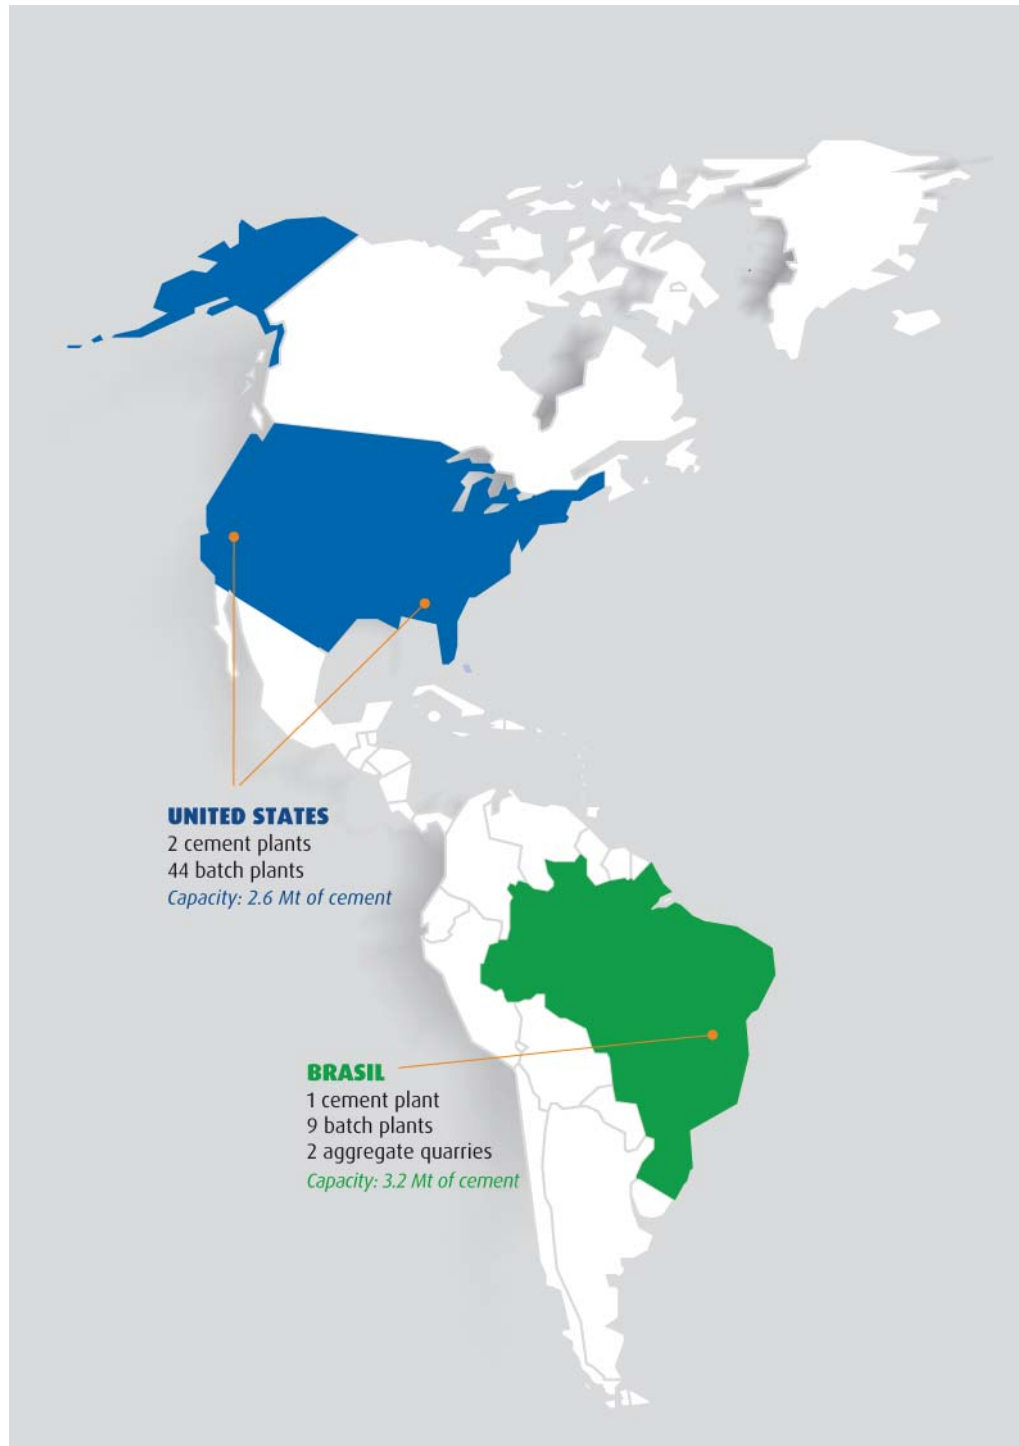 UNITED STATES
2 cement plants
44 batch plants
Capacity: 2.6 Mt of cement
BRASIL
1 cement plant
9 batch plants
2 aggregate quarries
Capacity: 3.2 Mt of cement